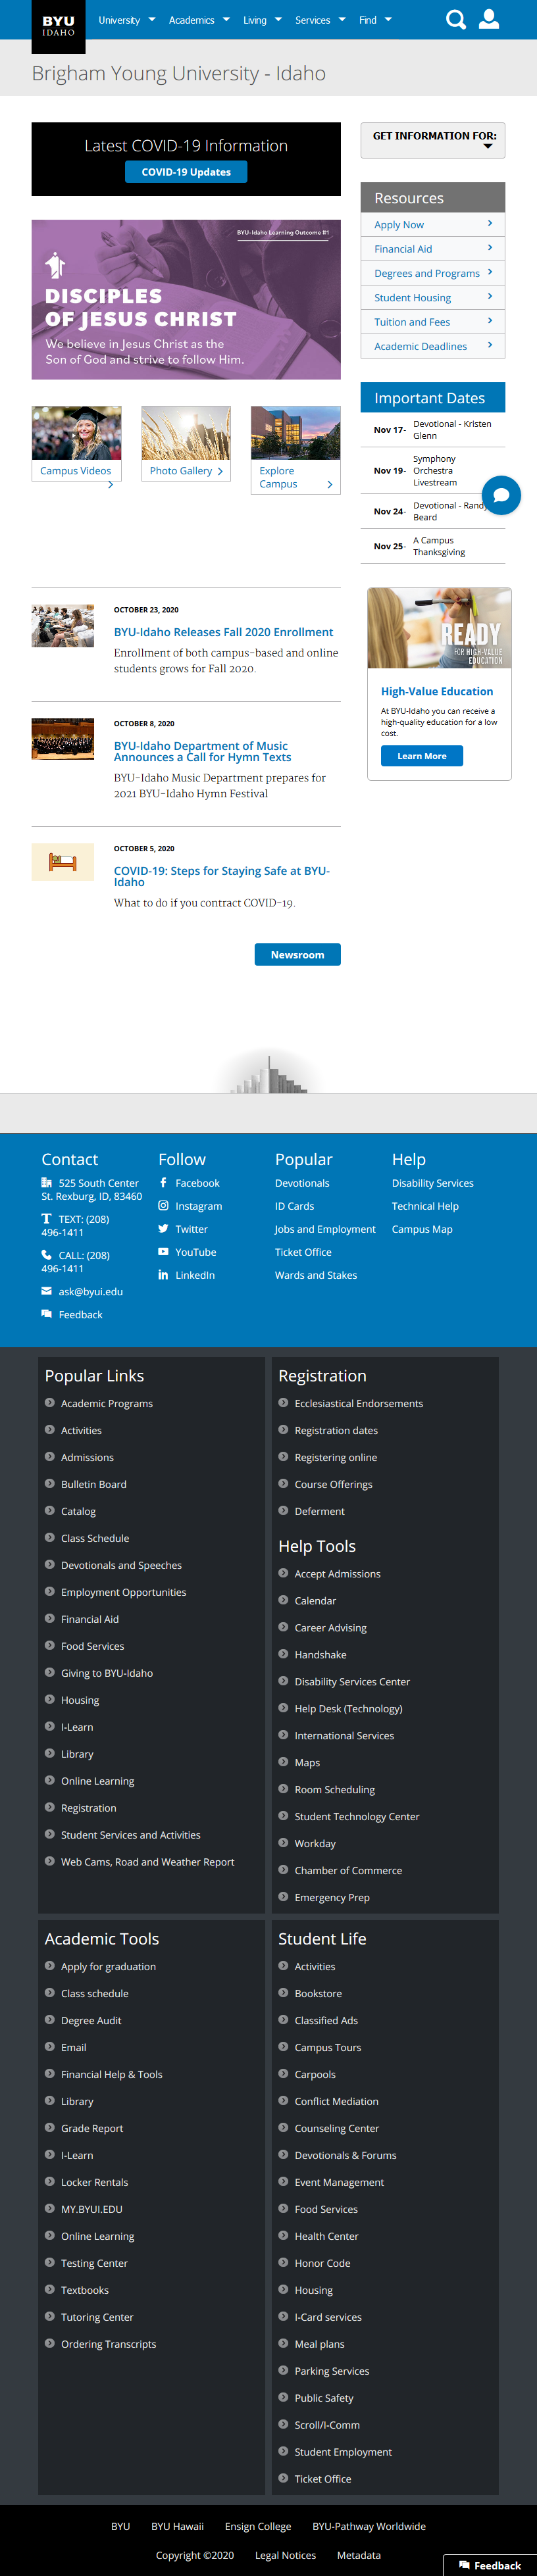 BYU
IDAHO
University
Academics
Living
Services
Find
Brigham Young University - Idaho
Latest COVID-19 Information
COVID-19 Updates
BYU-Idaho Learning Outcome #1
DISCIPLES
OF JESUS CHRIST
We believe in Jesus Christ as the
Son of God and strive to follow Him.
Campus Videos
Photo Gallery
Explore
Campus
GET INFORMATION FOR:
Resources
Apply Now
Financial Aid
Degrees and Programs
Student Housing
Tuition and Fees
Academic Deadlines
Important Dates
Nov 17-
Devotional - Kristen
Glenn
Nov 19-
Symphony
Orchestra
Livestream
Nov 24-
Devotional - Randy
Beard
Nov 25-
A Campus
Thanksgiving
READY
FOR HIGH-VALUE
EDUCATION
High-Value Education
At BYU-Idaho you can receive a
high-quality education for a low
cost.
Learn More
OCTOBER 23, 2020
BYU-Idaho Releases Fall 2020 Enrollment
Enrollment of both campus-based and online
students grows for Fall 2020.
OCTOBER 8, 2020
BYU-Idaho Department of Music
Announces a Call for Hymn Texts
BYU-Idaho Music Department prepares for
2021 BYU-Idaho Hymn Festival
OCTOBER 5, 2020
COVID-19: Steps for Staying Safe at BYU-
Idaho
What to do if you contract COVID-19.
Newsroom
Contact
525 South Center
St. Rexburg, ID, 83460
TEXT: (208)
496-1411
CALL: (208)
496-1411
ask@byui.edu
Feedback
Follow
Facebook
Instagram
Twitter
YouTube
LinkedIn
Popular
Devotionals
ID Cards
Jobs and Employment
Ticket Office
Wards and Stakes
Help
Disability Services
Technical Help
Campus Map
Popular Links
Academic Programs
Activities
Admissions
Bulletin Board
Catalog
Class Schedule
Devotionals and Speeches
Employment Opportunities
Financial Aid
Food Services
Giving to BYU-Idaho
Housing
I-Learn
Library
Online Learning
Registration
Student Services and Activities
Web Cams, Road and Weather Report
Registration
Ecclesiastical Endorsements
Registration dates
Registering online
Course Offerings
Deferment
Help Tools
Accept Admissions
Calendar
Career Advising
Handshake
Disability Services Center
Help Desk (Technology)
International Services
Maps
Room Scheduling
Student Technology Center
Workday
Chamber of Commerce
Emergency Prep
Academic Tools
Apply for graduation
Class schedule
Degree Audit
Email
Financial Help & Tools
Library
Grade Report
I-Learn
Locker Rentals
MY.BYUI.EDU
Online Learning
Testing Center
Textbooks
Tutoring Center
Ordering Transcripts
Student Life
Activities
Bookstore
Classified Ads
Campus Tours
Carpools
Conflict Mediation
Counseling Center
Devotionals & Forums
Event Management
Food Services
Health Center
Honor Code
Housing
I-Card services
Meal plans
Parking Services
Public Safety
Scroll/I-Comm
Student Employment
Ticket Office
BYU
BYU Hawaii
Ensign College
BYU-Pathway Worldwide
Copyright ©2020
Legal Notices
Metadata
Feedback